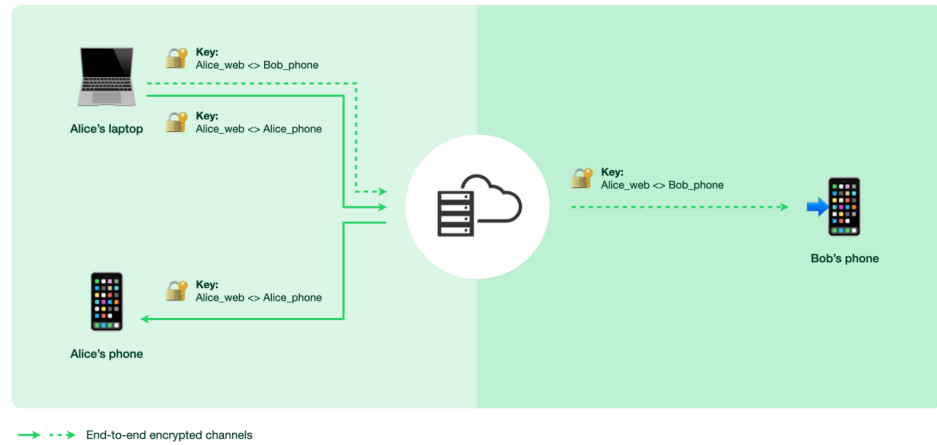 Key:
Alice_web <> Bob_phone
Alice's laptop
Key:
Alice_web <> Alice_phone
Key:
Alice_web <> Bob_phone
Bob's phone
Key:
Alice_web <> Alice_phone
Alice's phone
End-to-end encrypted channels